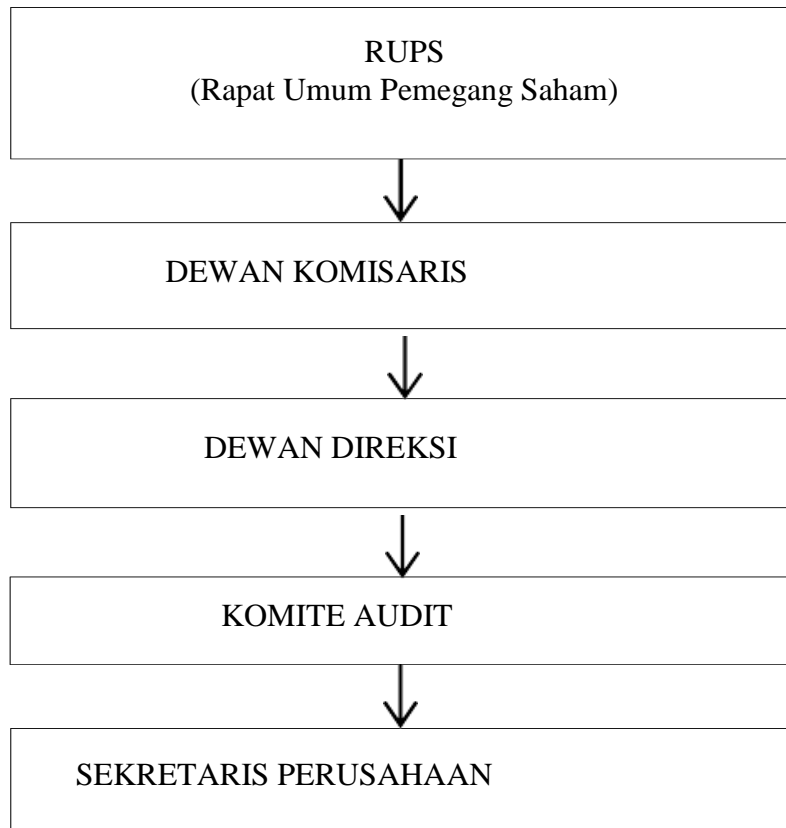 RUPS
(Rapat Umum Pemegang Saham)
DEWAN KOMISARIS
DEWAN DIREKSI
KOMITE AUDIT
SEKRETARIS PERUSAHAAN